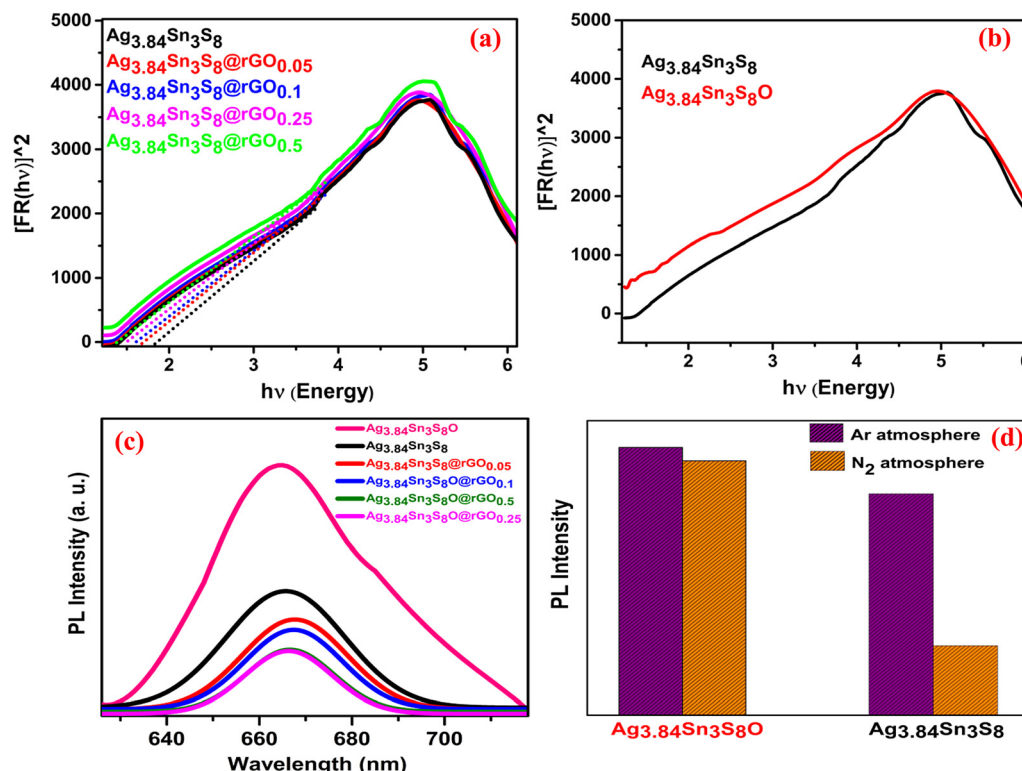 5000
4000
3000
2000
1000
0
[FR(hν)]^2
Ag3.84Sn3S8
Ag3.84Sn3S8@rGO0.05
Ag3.84Sn3S8@rGO0.1
Ag3.84Sn3S8@rGO0.25
Ag3.84Sn3S8@rGO0.5
(a)
2 3 4 5 6
hν (Energy)
5000
4000
3000
2000
1000
0
[FR(hν)]^2
Ag3.84Sn3S8
Ag3.84Sn3S8O
(b)
2 3 4 5 6
hν (Energy)
(c)
PL Intensity (a. u.)
Ag3.84Sn3S8O
Ag3.84Sn3S8
Ag3.84Sn3S8@rGO0.05
Ag3.84Sn3S8O@rGO0.1
Ag3.84Sn3S8O@rGO0.5
Ag3.84Sn3S8O@rGO0.25
640 660 680 700
Wavelength (nm)
PL Intensity
Ar atmosphere
N2 atmosphere
(d)
Ag3.84Sn3S8O Ag3.84Sn3S8